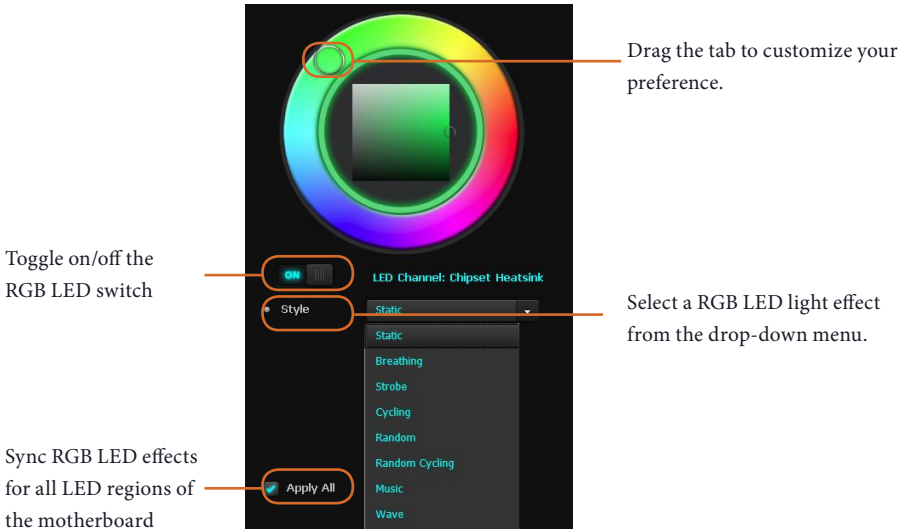 Drag the tab to customize your
preference.
Toggle on/off the
RGB LED switch
ON
LED Channel: Chipset Heatsink
Style
Static
Select a RGB LED light effect
from the drop-down menu.
Static
Breathing
Strobe
Cycling
Random
Random Cycling
Music
Wave
Sync RGB LED effects
for all LED regions of
the motherboard
Apply All